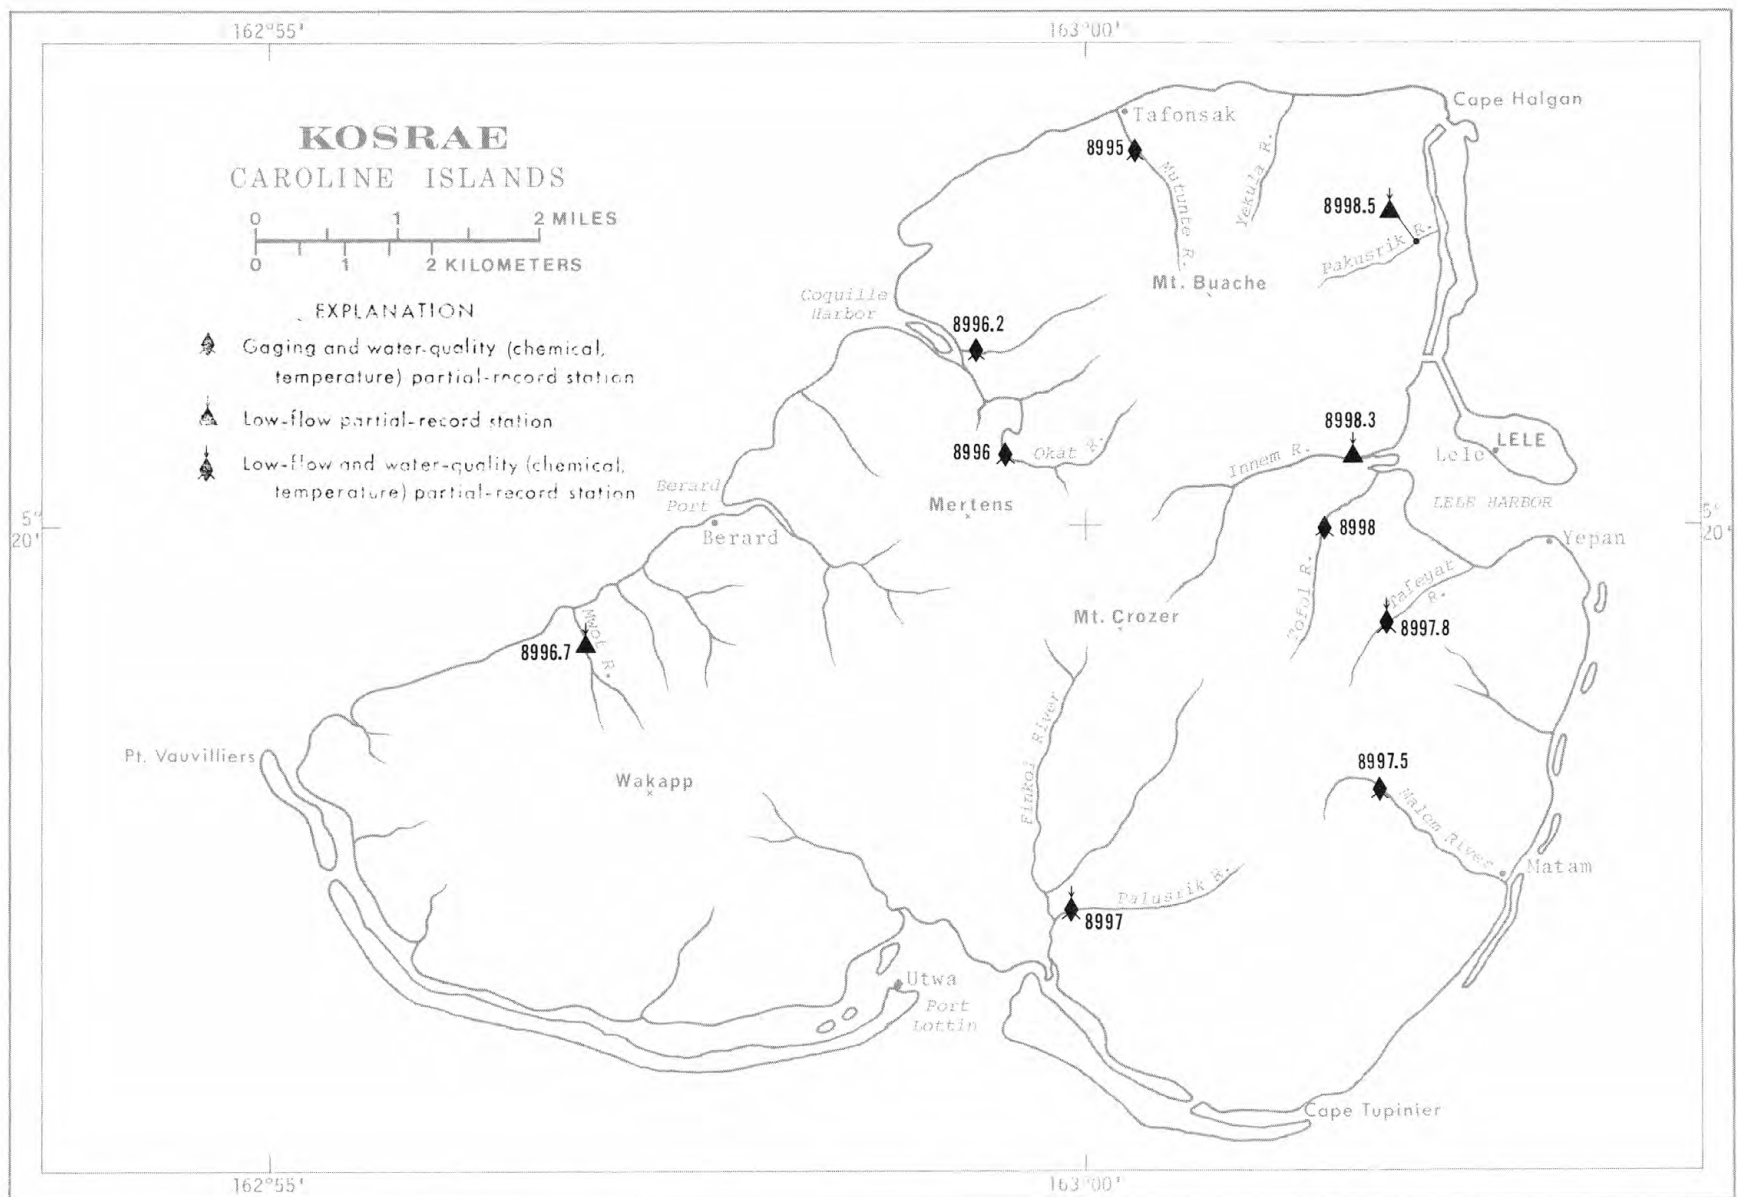 162°55'
163°00'
KOSRAE
CAROLINE ISLANDS
0 1 2 MILES
0 1 2 KILOMETERS
EXPLANATION
Gaging and water-quality (chemical,
temperature) partial-record station
Low-flow partial-record station
Low-flow and water-quality (chemical,
temperature) partial-record station
Cape Halgan
Tafonsak
8995
Mutunte R.
Yekula R.
8998.5
Pakusrik R.
Mt. Buache
Coquille
Harbor
8996.2
8996
Okat R.
8998.3
Innem R.
LELE
Lele
LELE HARBOR
Berard
Port
Mertens
5°
20'
5°
20'
Berard
8998
Yepan
Tofol R.
Tafeyat
R.
8997.8
Mt. Crozer
Mwot R.
8996.7
Finkol River
Pt. Vauvilliers
Wakapp
8997.5
Malem River
Matam
Palusrik R.
8997
Utwa
Port
Lottin
Cape Tupinier
162°55'
163°00'